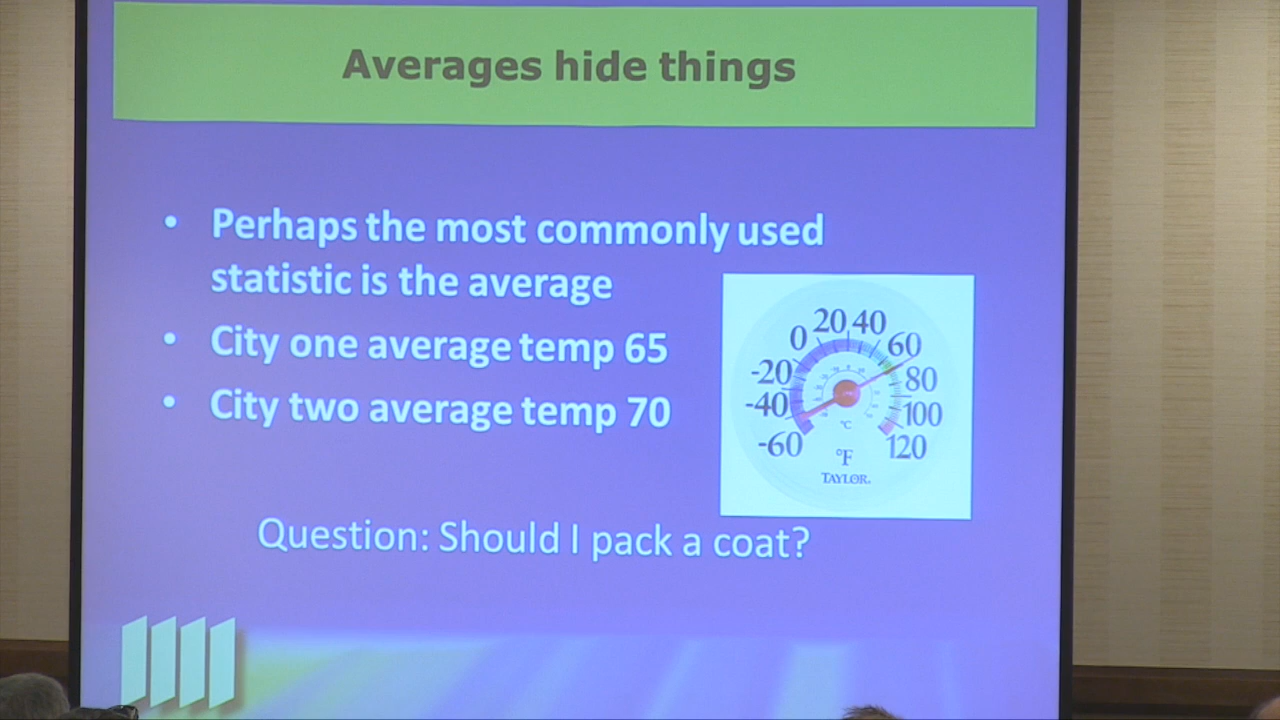 Averages hide things
• Perhaps the most commonly used
statistic is the average
• City one average temp 65
• City two average temp 70
20 40
0 60
-20 80
-40 100
-60 120
°C
°F
TAYLOR.
Question: Should I pack a coat?